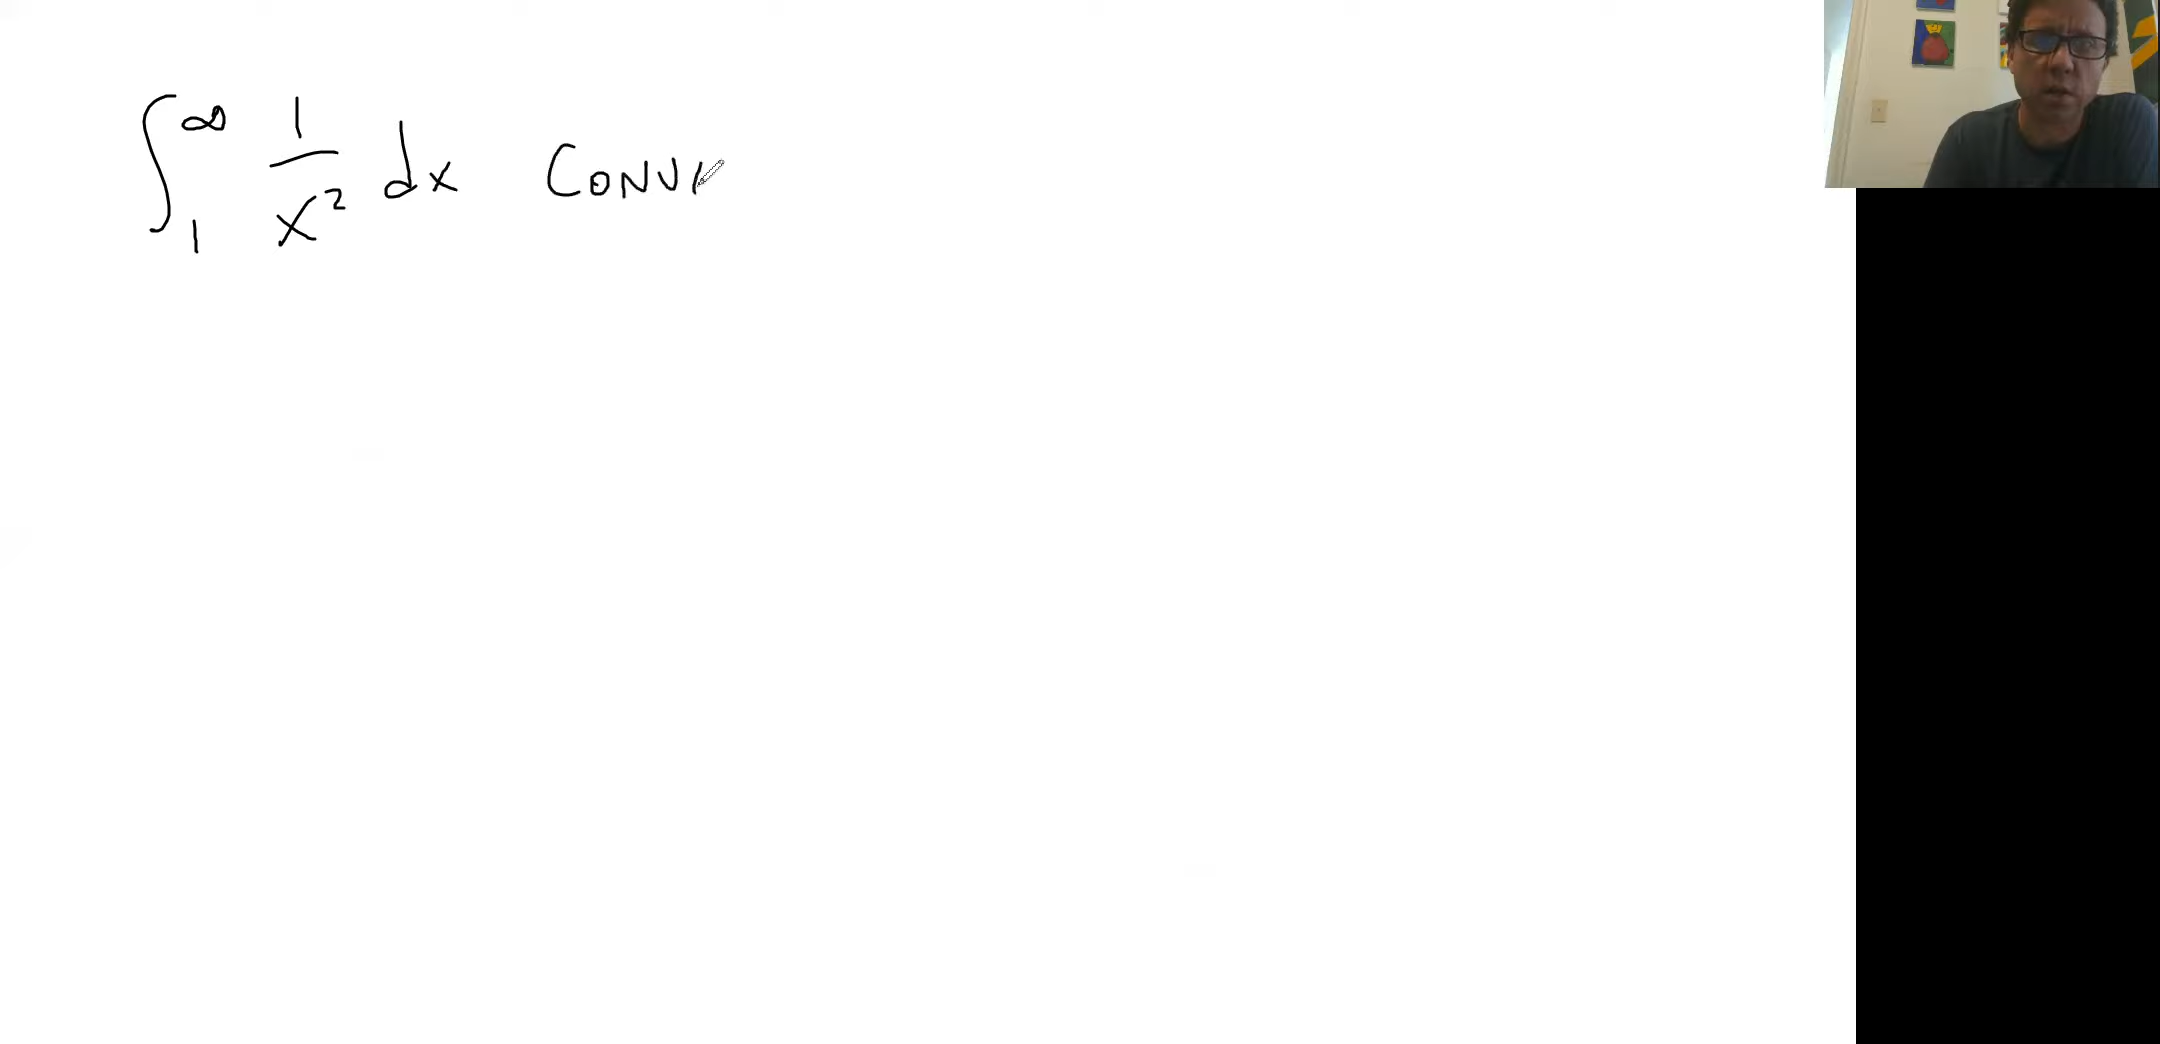 ∫₁^∞ 1/x² dx CONV